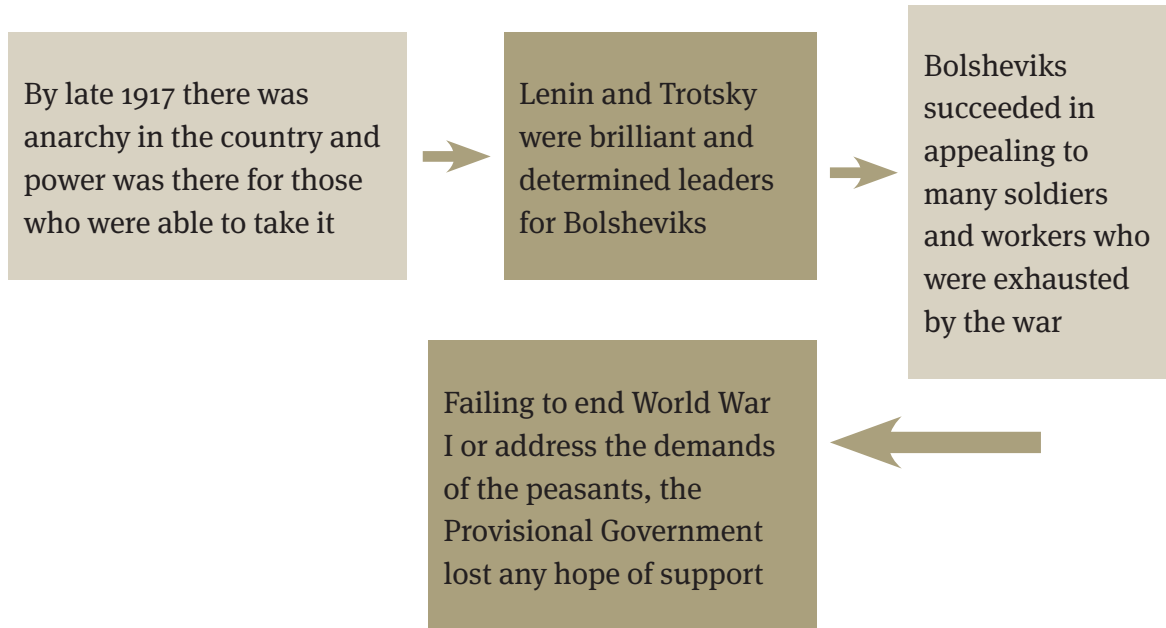 By late 1917 there was
anarchy in the country and
power was there for those
who were able to take it
Lenin and Trotsky
were brilliant and
determined leaders
for Bolsheviks
Bolsheviks
succeeded in
appealing to
many soldiers
and workers who
were exhausted
by the war
Failing to end World War
I or address the demands
of the peasants, the
Provisional Government
lost any hope of support